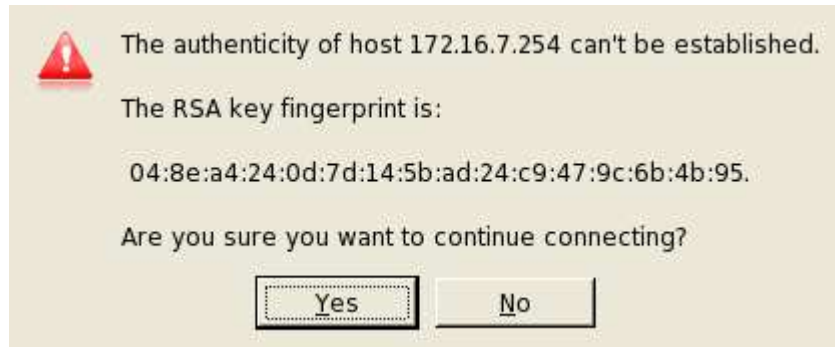 The authenticity of host 172.16.7.254 can't be established.
The RSA key fingerprint is:
04:8e:a4:24:0d:7d:14:5b:ad:24:c9:47:9c:6b:4b:95.
Are you sure you want to continue connecting?
Yes No